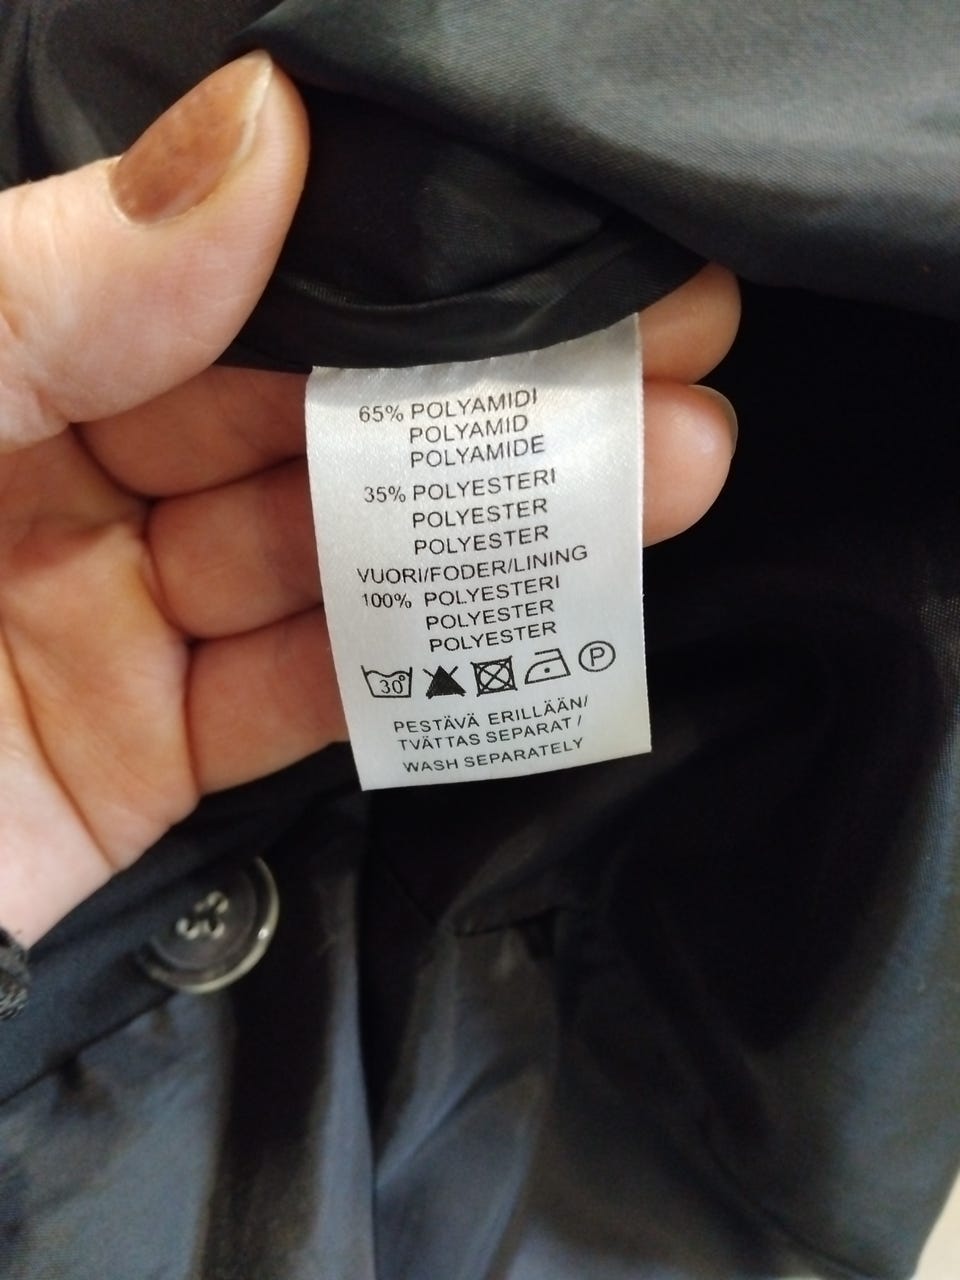 65% POLYAMIDI
POLYAMID
POLYAMIDE
35% POLYESTERI
POLYESTER
POLYESTER
VUORI/FODER/LINING
100% POLYESTERI
POLYESTER
POLYESTER
30° P
PESTÄVÄ ERILLÄÄN/
TVÄTTAS SEPARAT /
WASH SEPARATELY